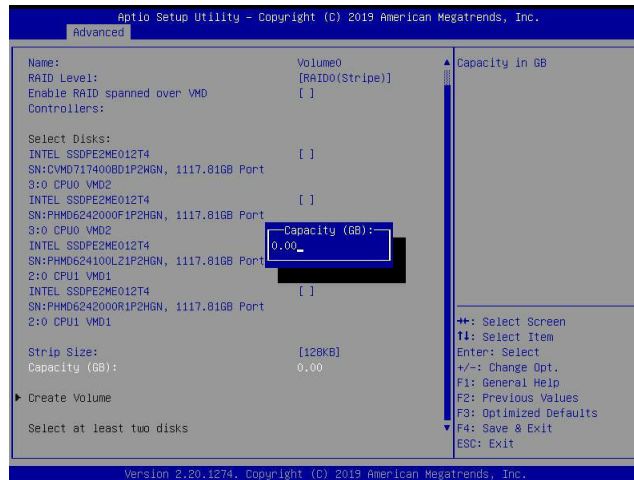 Aptio Setup Utility – Copyright (C) 2019 American Megatrends, Inc.
Advanced
Name: Volume0
RAID Level: [RAID0(Stripe)]
Enable RAID spanned over VMD [ ]
Controllers:
Select Disks:
INTEL SSDPE2ME012T4 [ ]
SN:CVMD717400BD1P2WGN, 1117.81GB Port
3:0 CPU0 VMD2
INTEL SSDPE2ME012T4 [ ]
SN:PHMD6242000F1P2HGN, 1117.81GB Port
3:0 CPU0 VMD2
INTEL SSDPE2ME012T4
SN:PHMD624100LZ1P2HGN, 1117.81GB Port
2:0 CPU1 VMD1
INTEL SSDPE2ME012T4 [ ]
SN:PHMD6242000R1P2HGN, 1117.81GB Port
2:0 CPU1 VMD1
Strip Size: [128KB]
Capacity (GB): 0.00
Create Volume
Select at least two disks
Capacity (GB):
0.00_
Capacity in GB
→←: Select Screen
↑↓: Select Item
Enter: Select
+/-: Change Opt.
F1: General Help
F2: Previous Values
F3: Optimized Defaults
F4: Save & Exit
ESC: Exit
Version 2.20.1274. Copyright (C) 2019 American Megatrends, Inc.